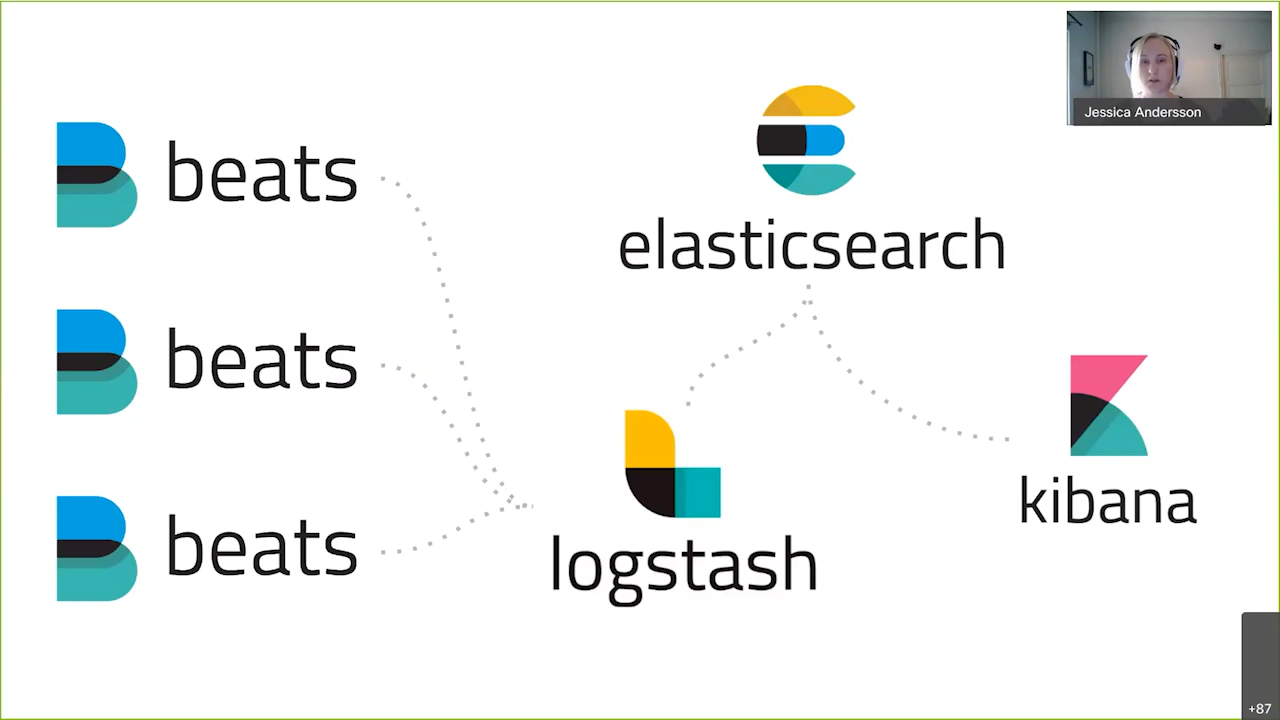 Jessica Andersson
beats
elasticsearch
beats
kibana
beats
logstash
+87